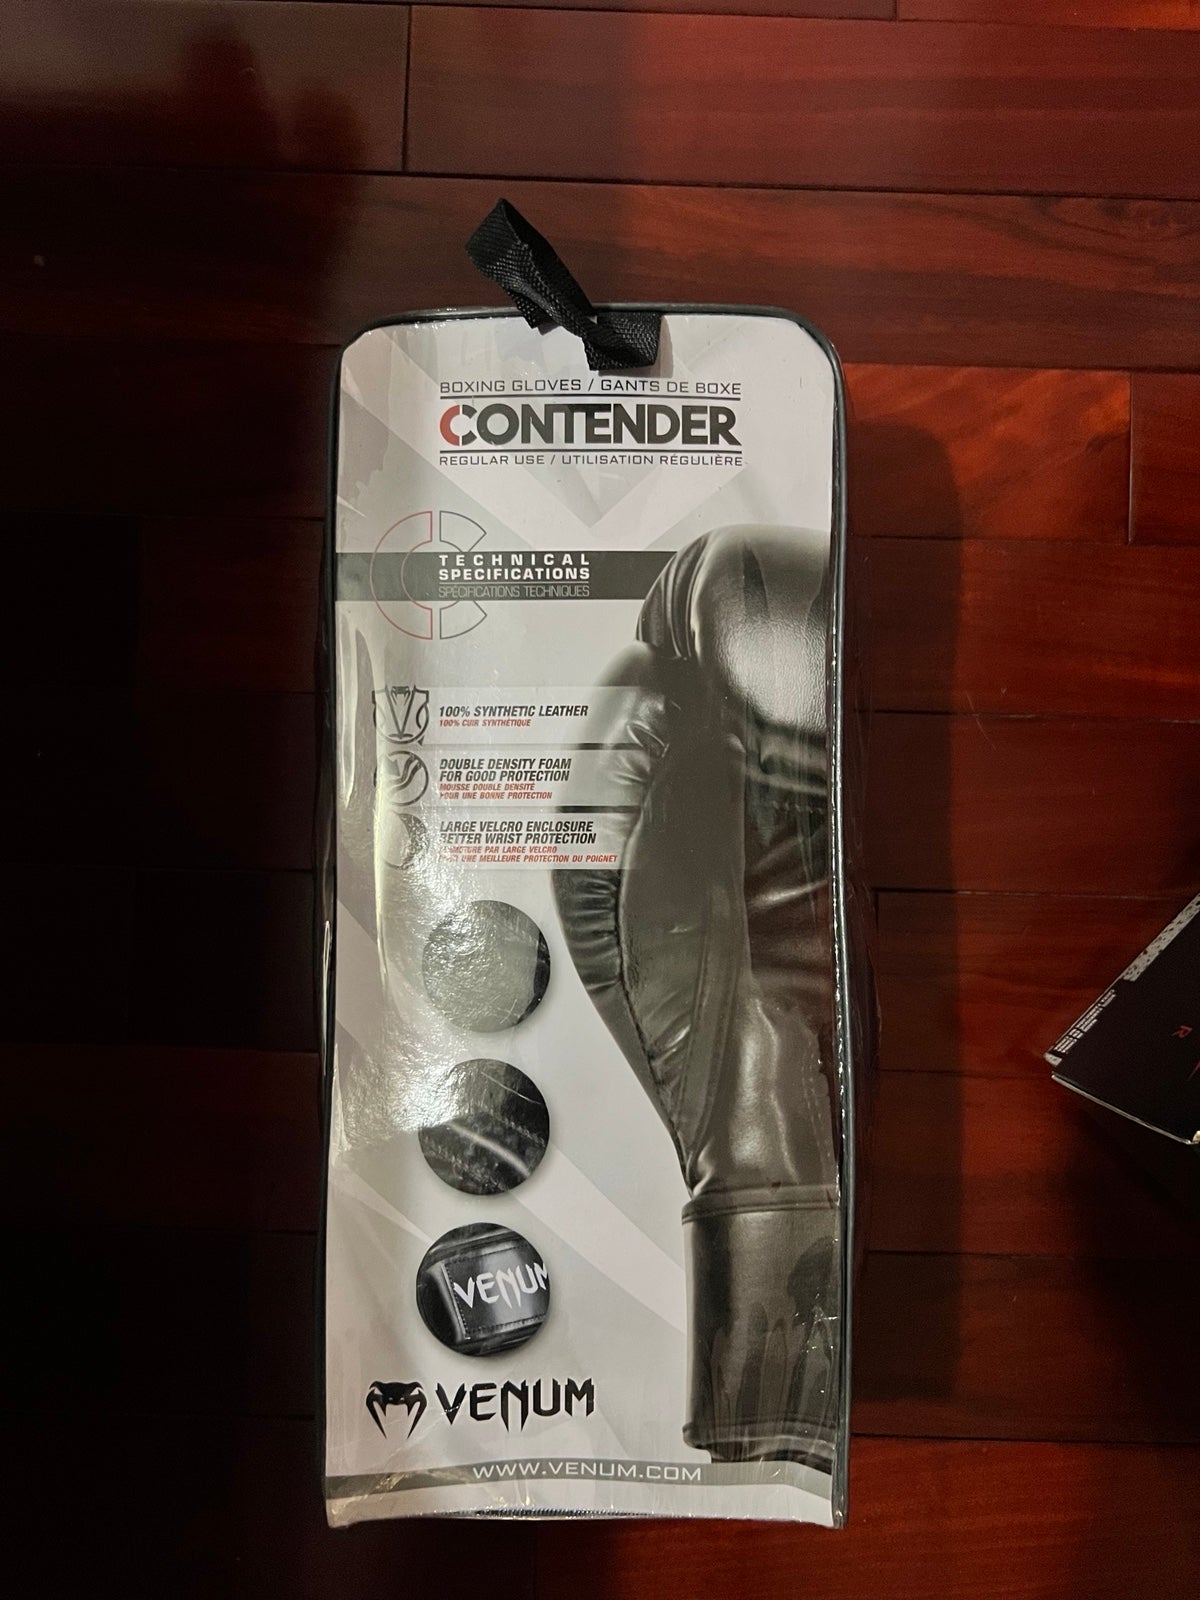 BOXING GLOVES / GANTS DE BOXE
CONTENDER
REGULAR USE / UTILISATION RÉGULIÈRE
TECHNICAL
SPECIFICATIONS
SPÉCIFICATIONS TECHNIQUES
100% SYNTHETIC LEATHER
100% CUIR SYNTHÉTIQUE
DOUBLE DENSITY FOAM
FOR GOOD PROTECTION
MOUSSE DOUBLE DENSITÉ
POUR UNE BONNE PROTECTION
LARGE VELCRO ENCLOSURE
BETTER WRIST PROTECTION
PAR LARGE VELCRO
UNE MEILLEURE PROTECTION DU POIGNET
VENUM
VENUM
WWW.VENUM.COM